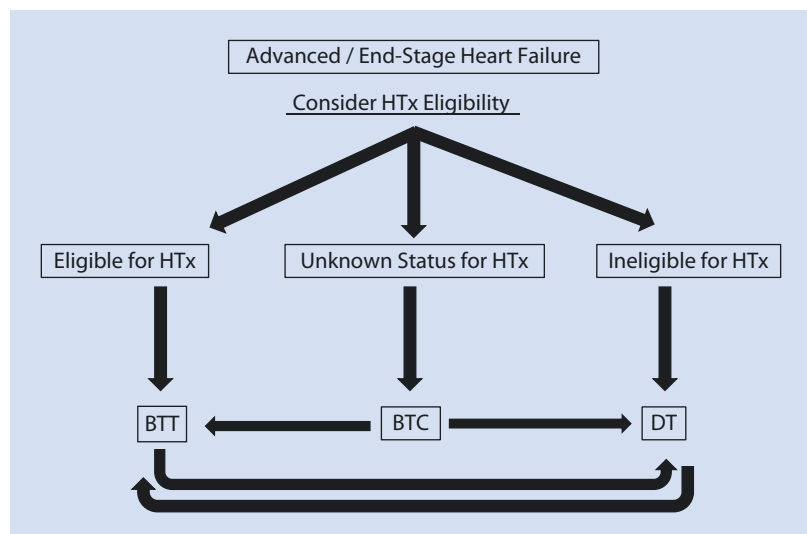 Advanced / End-Stage Heart Failure
Consider HTx Eligibility
Eligible for HTx
Unknown Status for HTx
Ineligible for HTx
BTT
BTC
DT